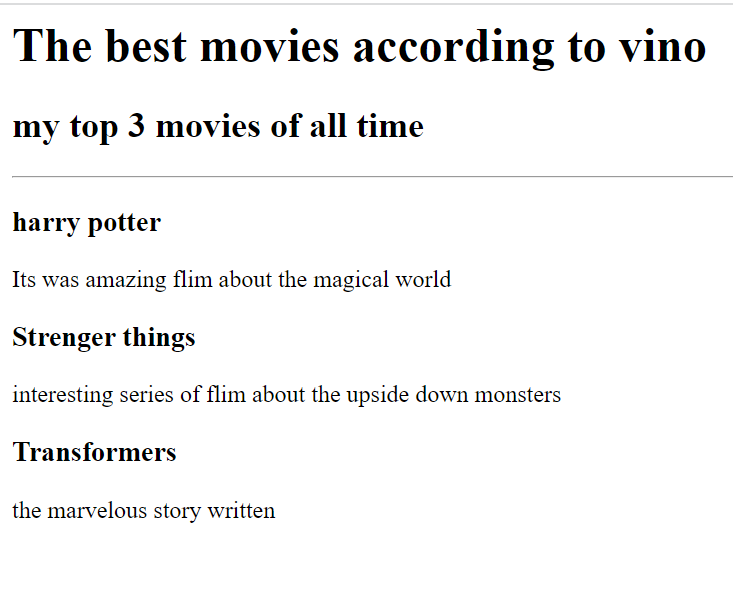 The best movies according to vino
my top 3 movies of all time
harry potter
Its was amazing flim about the magical world
Strenger things
interesting series of flim about the upside down monsters
Transformers
the marvelous story written